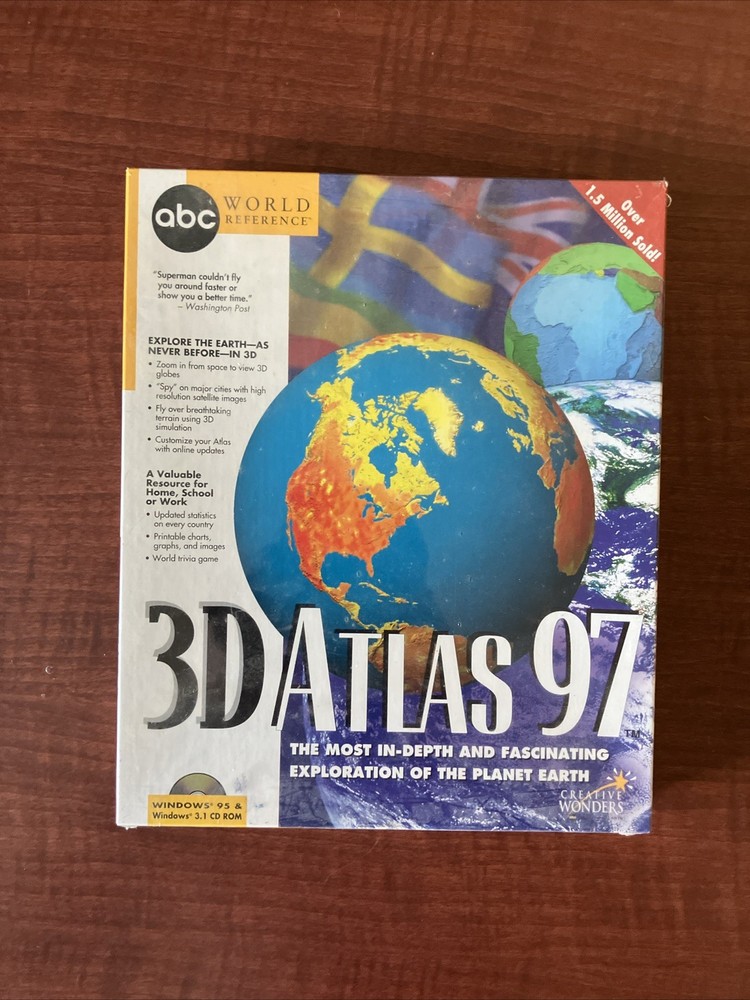 abc
WORLD
REFERENCE™
Over
1.5 Million Sold!
"Superman couldn't fly
you around faster or
show you a better time."
– Washington Post
EXPLORE THE EARTH—AS
NEVER BEFORE—IN 3D
• Zoom in from space to view 3D
globes
• "Spy" on major cities with high
resolution satellite images
• Fly over breathtaking
terrain using 3D
simulation
• Customize your Atlas
with online updates
A Valuable
Resource for
Home, School
or Work
• Updated statistics
on every country
• Printable charts,
graphs, and images
• World trivia game
3D ATLAS 97™
THE MOST IN-DEPTH AND FASCINATING
EXPLORATION OF THE PLANET EARTH
WINDOWS® 95 &
Windows® 3.1 CD ROM
CREATIVE
WONDERS